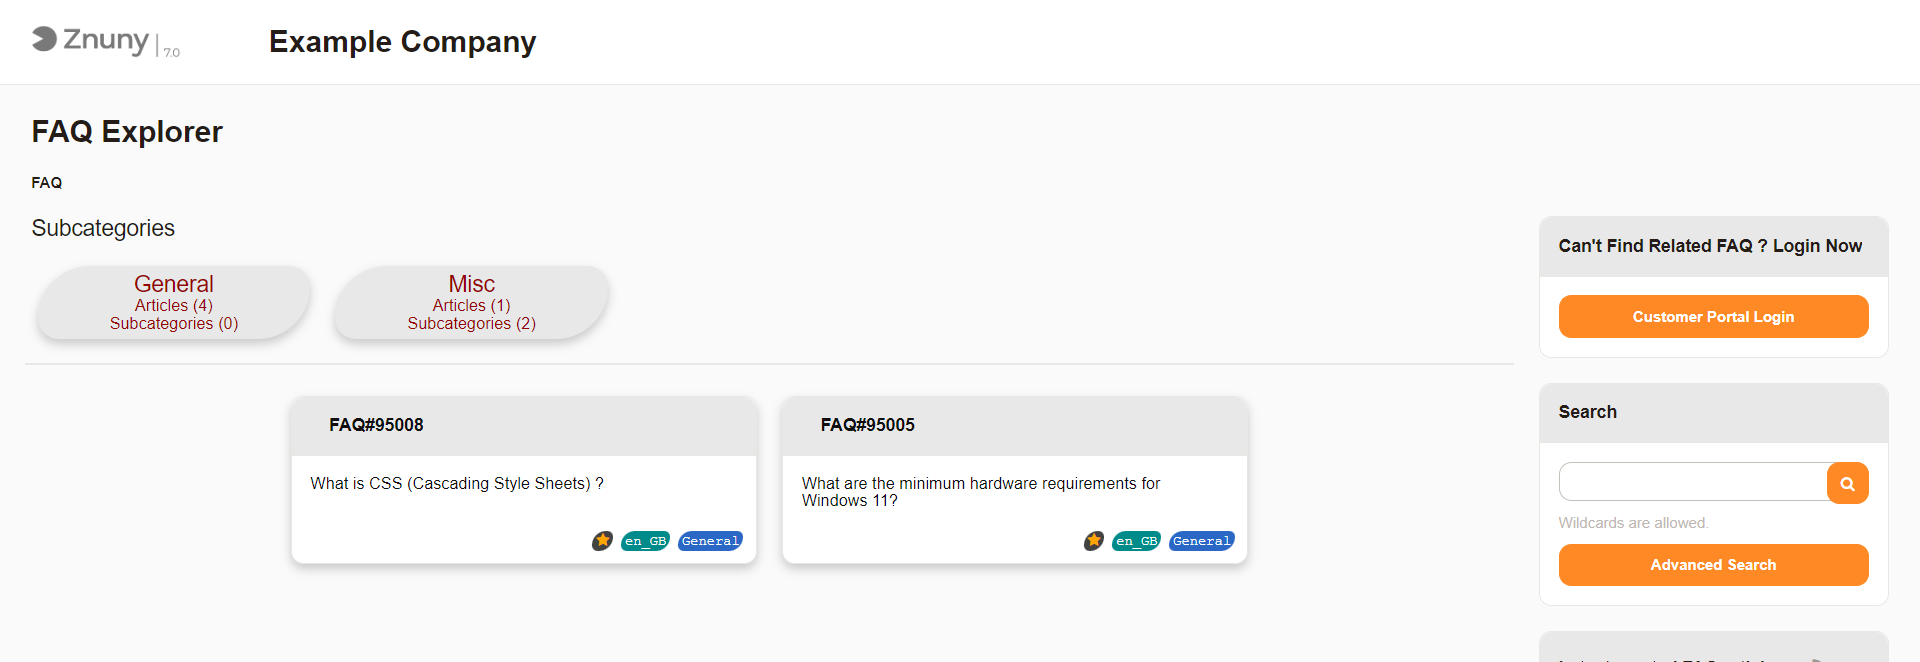 Znuny 7.0
Example Company
FAQ Explorer
FAQ
Subcategories
General
Articles (4)
Subcategories (0)
Misc
Articles (1)
Subcategories (2)
FAQ#95008
What is CSS (Cascading Style Sheets) ?
en_GB General
FAQ#95005
What are the minimum hardware requirements for
Windows 11?
en_GB General
Can't Find Related FAQ ? Login Now
Customer Portal Login
Search
Wildcards are allowed.
Advanced Search